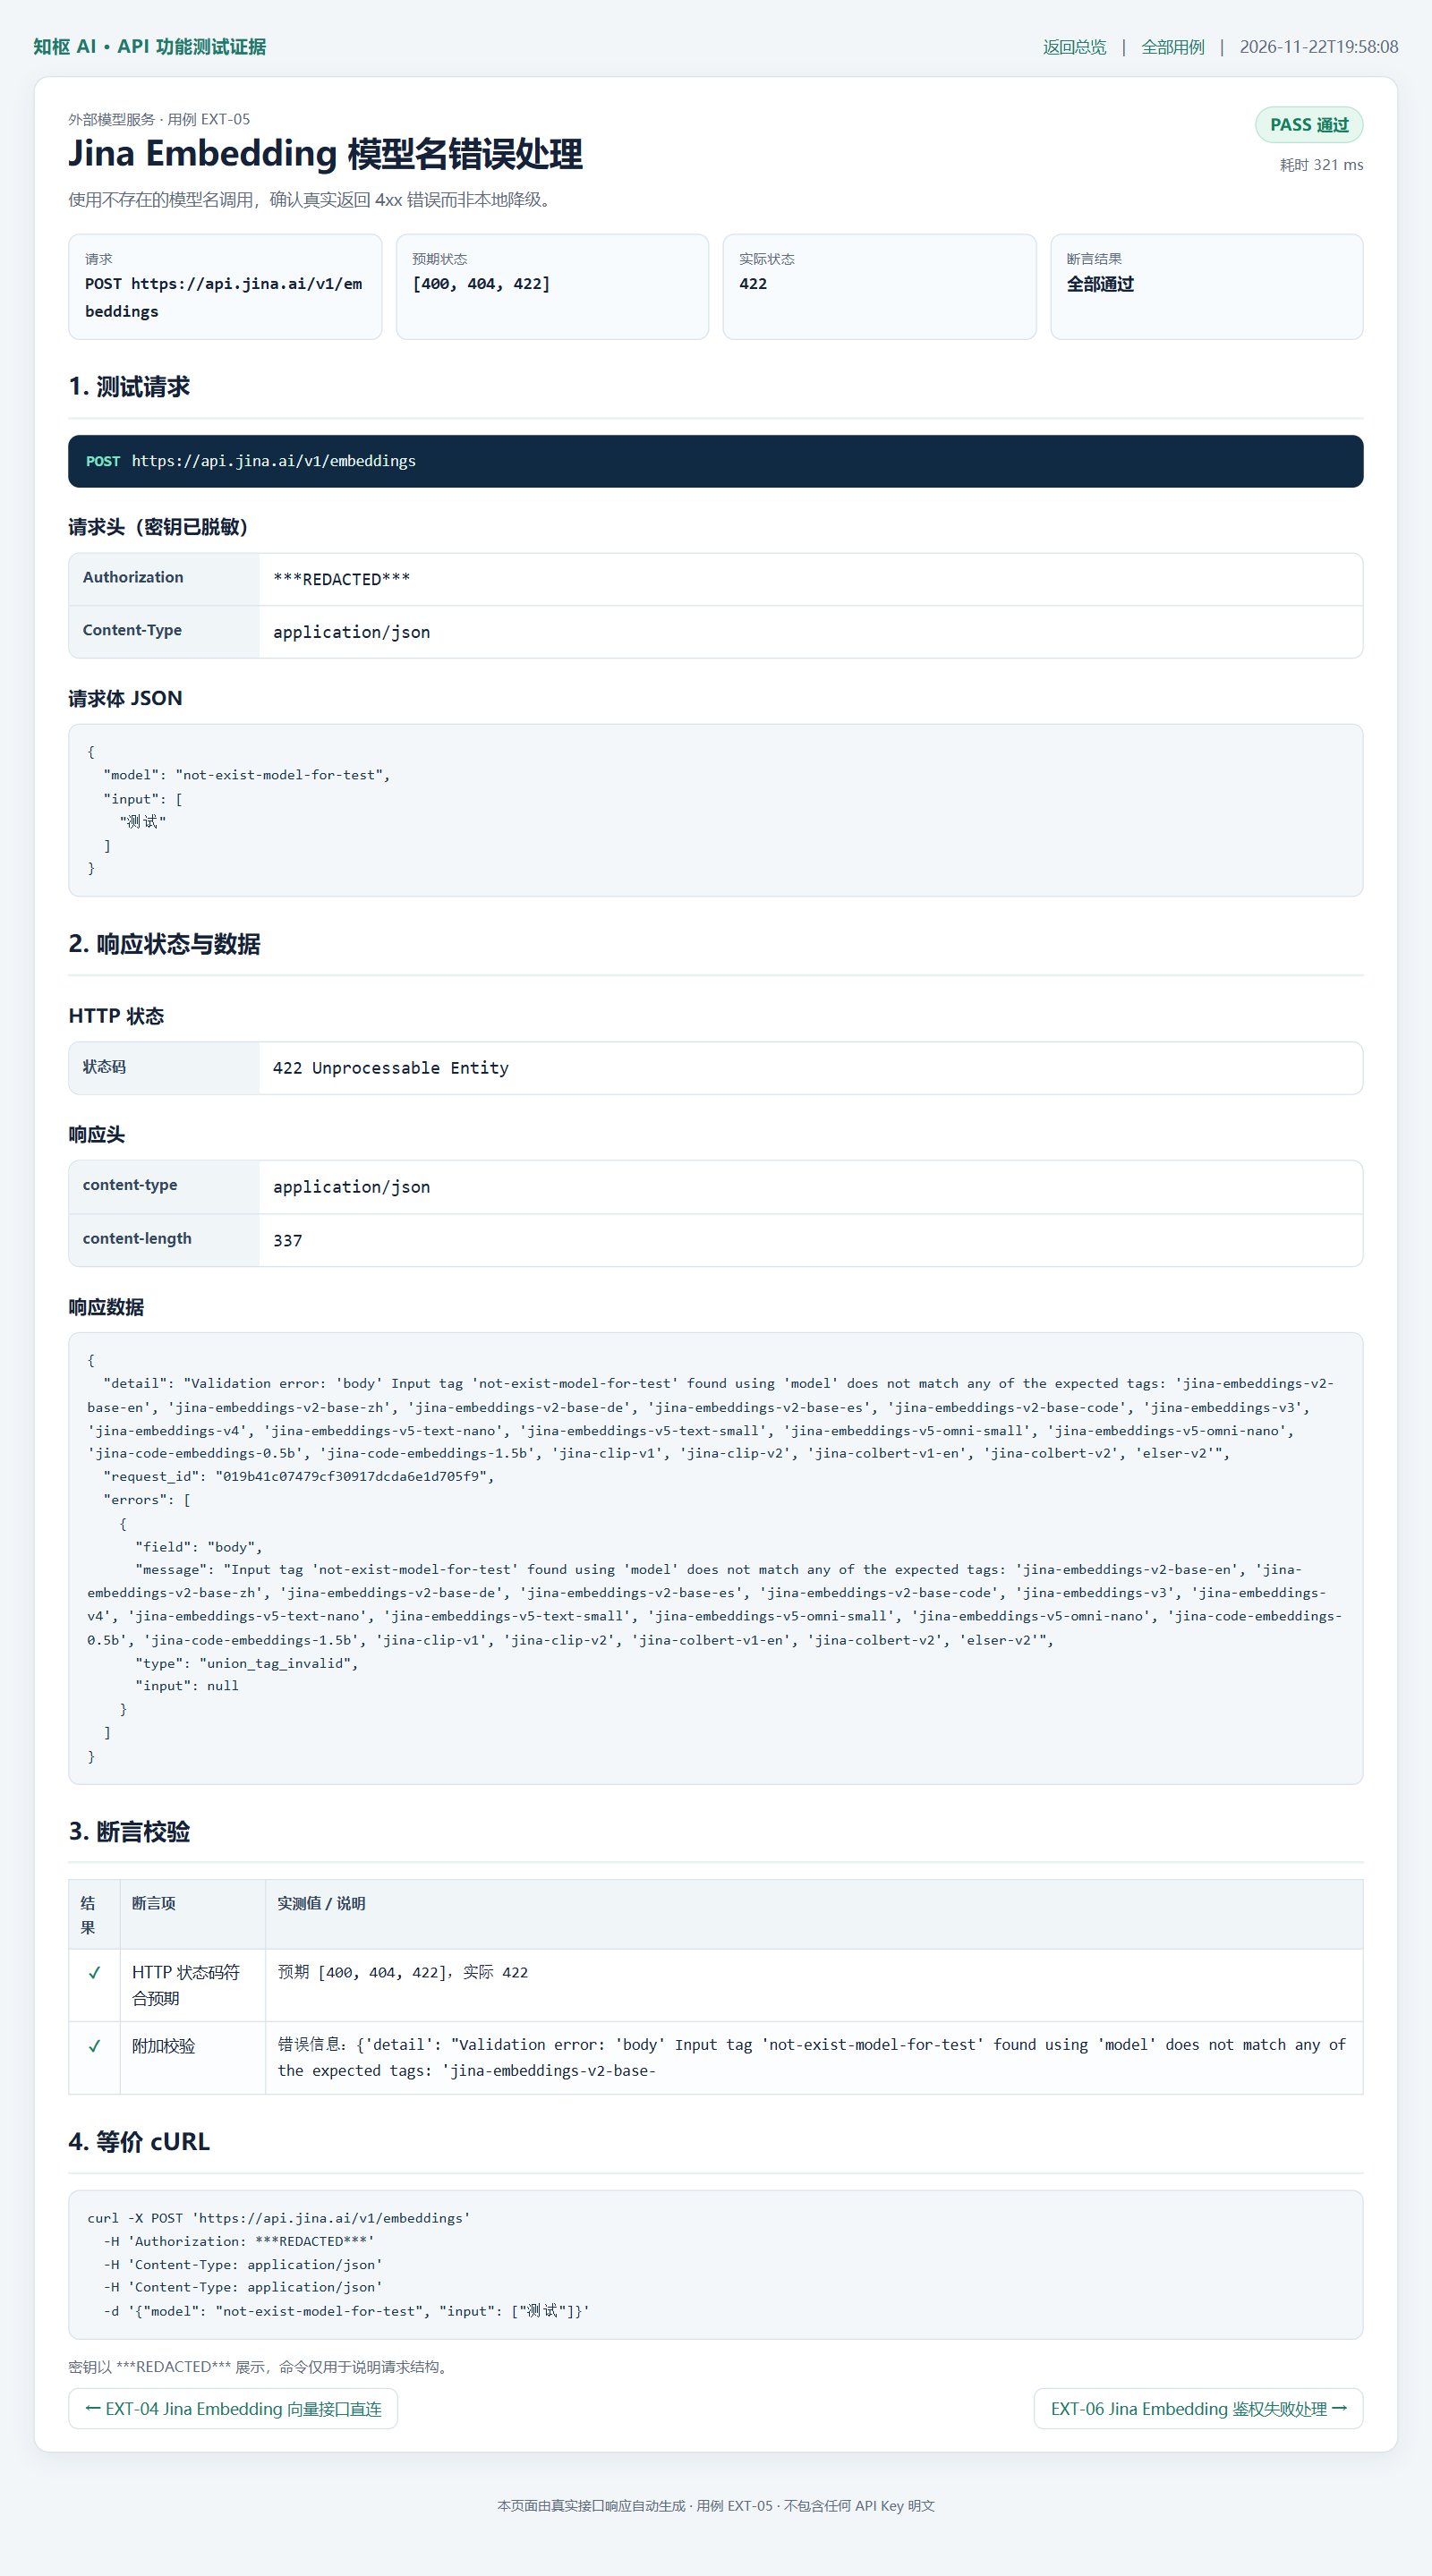 知枢 AI • API 功能测试证据
返回总览 | 全部用例 | 2026-11-22T19:58:08
外部模型服务 · 用例 EXT-05
PASS 通过
Jina Embedding 模型名错误处理
耗时 321 ms
使用不存在的模型名调用，确认真实返回 4xx 错误而非本地降级。
请求
POST https://api.jina.ai/v1/em
beddings
预期状态
[400, 404, 422]
实际状态
422
断言结果
全部通过
1. 测试请求
POST https://api.jina.ai/v1/embeddings
请求头（密钥已脱敏）
Authorization ***REDACTED***
Content-Type application/json
请求体 JSON
{
  "model": "not-exist-model-for-test",
  "input": [
    "测试"
  ]
}
2. 响应状态与数据
HTTP 状态
状态码 422 Unprocessable Entity
响应头
content-type application/json
content-length 337
响应数据
{
  "detail": "Validation error: 'body' Input tag 'not-exist-model-for-test' found using 'model' does not match any of the expected tags: 'jina-embeddings-v2-
base-en', 'jina-embeddings-v2-base-zh', 'jina-embeddings-v2-base-de', 'jina-embeddings-v2-base-es', 'jina-embeddings-v2-base-code', 'jina-embeddings-v3',
'jina-embeddings-v4', 'jina-embeddings-v5-text-nano', 'jina-embeddings-v5-text-small', 'jina-embeddings-v5-omni-small', 'jina-embeddings-v5-omni-nano',
'jina-code-embeddings-0.5b', 'jina-code-embeddings-1.5b', 'jina-clip-v1', 'jina-clip-v2', 'jina-colbert-v1-en', 'jina-colbert-v2', 'elser-v2'",
  "request_id": "019b41c07479cf30917dcda6e1d705f9",
  "errors": [
    {
      "field": "body",
      "message": "Input tag 'not-exist-model-for-test' found using 'model' does not match any of the expected tags: 'jina-embeddings-v2-base-en', 'jina-
embeddings-v2-base-zh', 'jina-embeddings-v2-base-de', 'jina-embeddings-v2-base-es', 'jina-embeddings-v2-base-code', 'jina-embeddings-v3', 'jina-embeddings-
v4', 'jina-embeddings-v5-text-nano', 'jina-embeddings-v5-text-small', 'jina-embeddings-v5-omni-small', 'jina-embeddings-v5-omni-nano', 'jina-code-embeddings-
0.5b', 'jina-code-embeddings-1.5b', 'jina-clip-v1', 'jina-clip-v2', 'jina-colbert-v1-en', 'jina-colbert-v2', 'elser-v2'",
      "type": "union_tag_invalid",
      "input": null
    }
  ]
}
3. 断言校验
结
果
断言项
实测值 / 说明
✓ HTTP 状态码符
合预期
预期 [400, 404, 422]，实际 422
✓ 附加校验
错误信息：{'detail': "Validation error: 'body' Input tag 'not-exist-model-for-test' found using 'model' does not match any of
the expected tags: 'jina-embeddings-v2-base-
4. 等价 cURL
curl -X POST 'https://api.jina.ai/v1/embeddings'
  -H 'Authorization: ***REDACTED***'
  -H 'Content-Type: application/json'
  -H 'Content-Type: application/json'
  -d '{"model": "not-exist-model-for-test", "input": ["测试"]}'
密钥以 ***REDACTED*** 展示，命令仅用于说明请求结构。
← EXT-04 Jina Embedding 向量接口直连
EXT-06 Jina Embedding 鉴权失败处理 →
本页面由真实接口响应自动生成 · 用例 EXT-05 · 不包含任何 API Key 明文